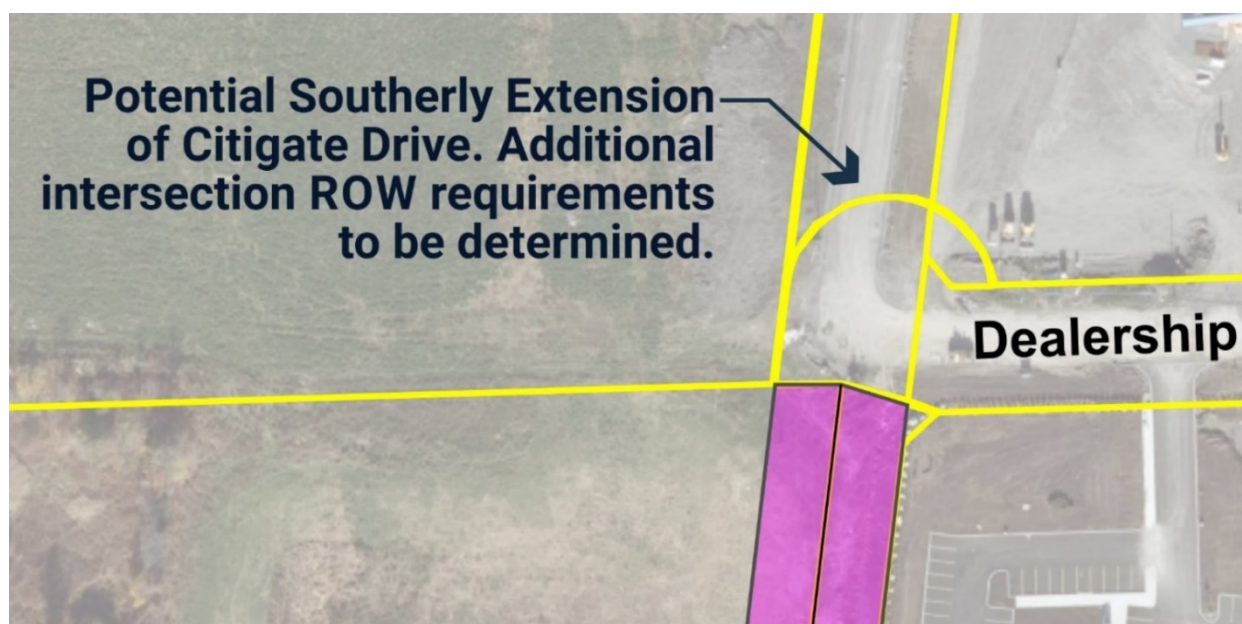 Potential Southerly Extension
of Citigate Drive. Additional
intersection ROW requirements
to be determined.
Dealership